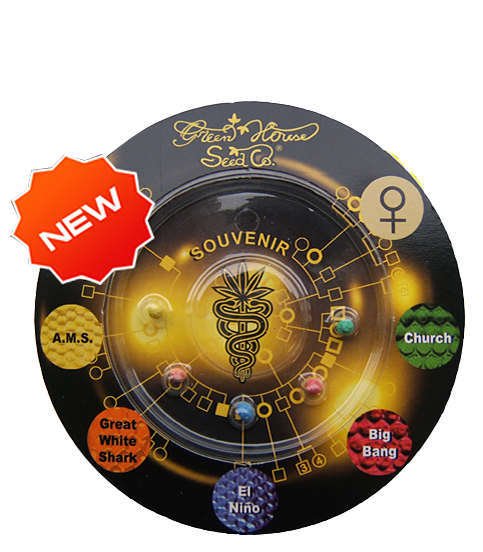 Green House
Seed Co.®
NEW
SOUVENIR
A.M.S.
Church
Great
White
Shark
Big
Bang
El
Niño
3 4